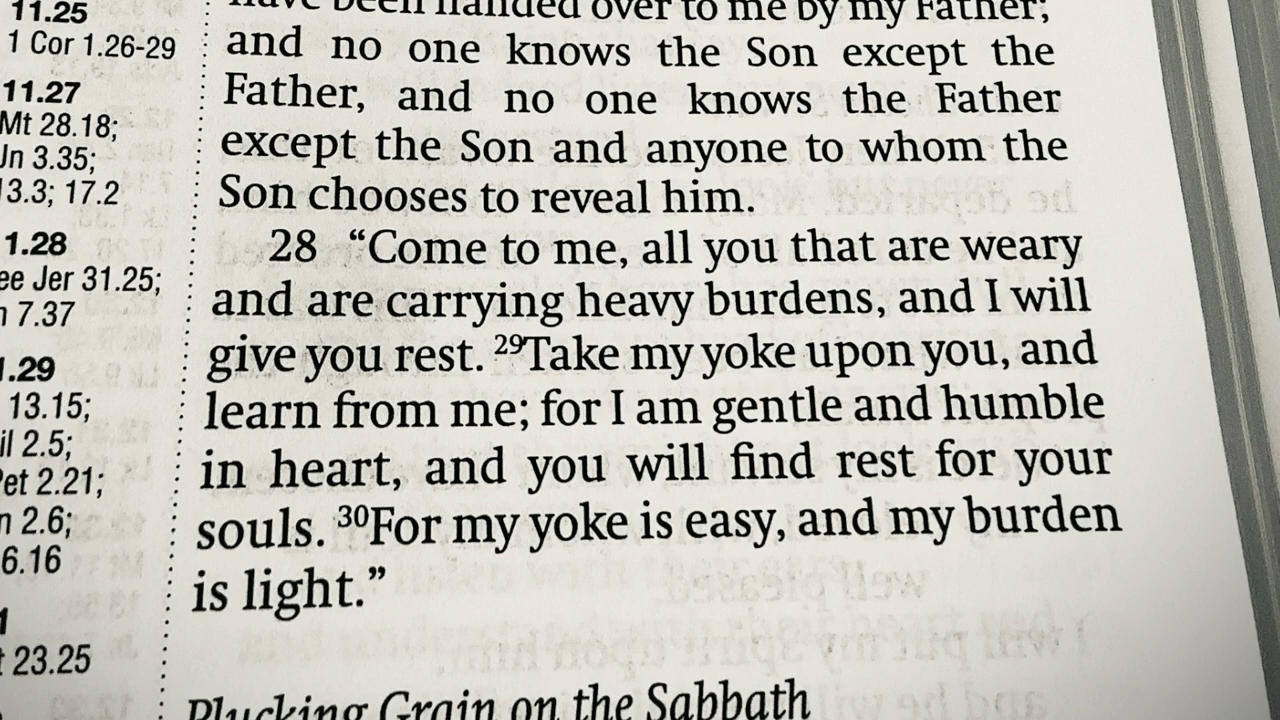 11.25
1 Cor 1.26-29
11.27
Mt 28.18;
Jn 3.35;
13.3; 17.2
1.28
ee Jer 31.25;
7.37
1.29
13.15;
il 2.5;
Pet 2.21;
n 2.6;
6.16
1
t 23.25
have been handed over to me by my Father;
and no one knows the Son except the
Father, and no one knows the Father
except the Son and anyone to whom the
Son chooses to reveal him.
28 “Come to me, all you that are weary
and are carrying heavy burdens, and I will
give you rest. ²⁹Take my yoke upon you, and
learn from me; for I am gentle and humble
in heart, and you will find rest for your
souls. ³⁰For my yoke is easy, and my burden
is light.”
Plucking Grain on the Sabbath